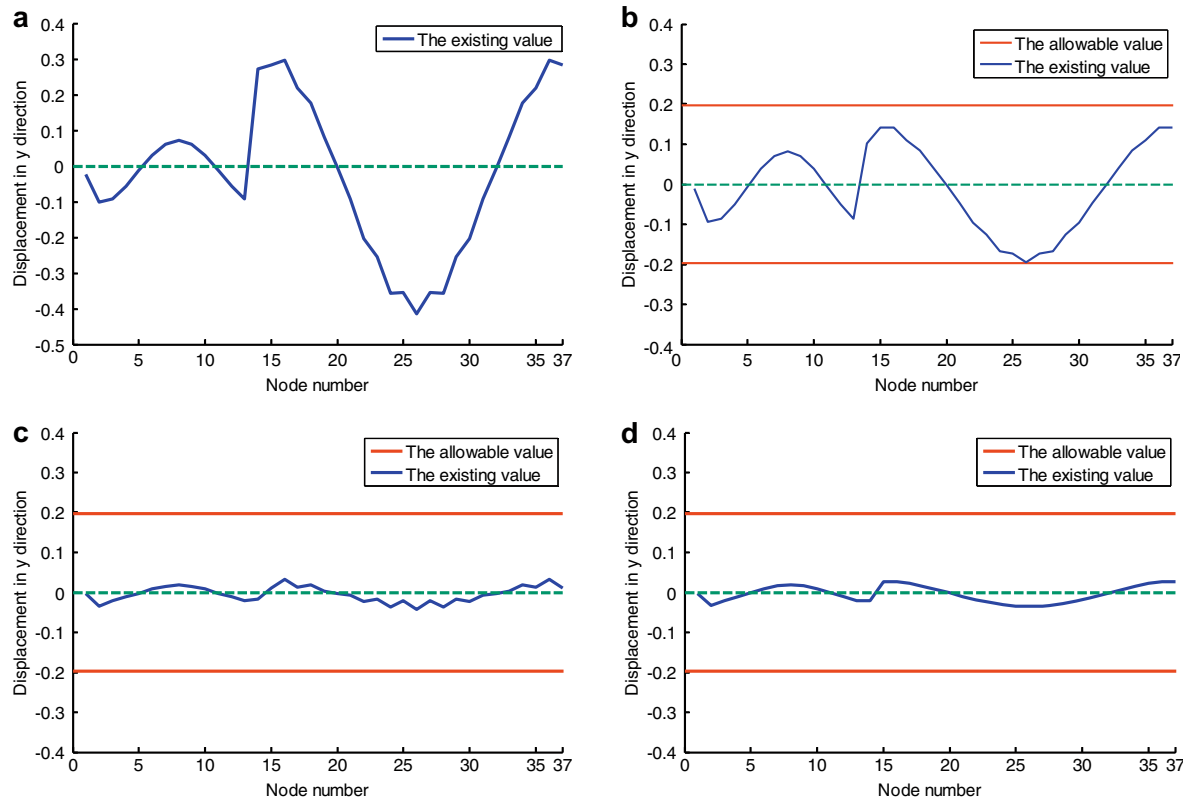 a
0.4
0.3
0.2
0.1
0
-0.1
-0.2
-0.3
-0.4
-0.5
Displacement in y direction
The existing value
0 5 10 15 20 25 30 35 37
Node number
b
0.4
0.3
0.2
0.1
0
-0.1
-0.2
-0.3
-0.4
Displacement in y direction
The allowable value
The existing value
0 5 10 15 20 25 30 35 37
Node number
c
0.4
0.3
0.2
0.1
0
-0.1
-0.2
-0.3
-0.4
Displacement in y direction
The allowable value
The existing value
0 5 10 15 20 25 30 35 37
Node number
d
0.4
0.3
0.2
0.1
0
-0.1
-0.2
-0.3
-0.4
Displacement in y direction
The allowable value
The existing value
0 5 10 15 20 25 30 35 37
Node number